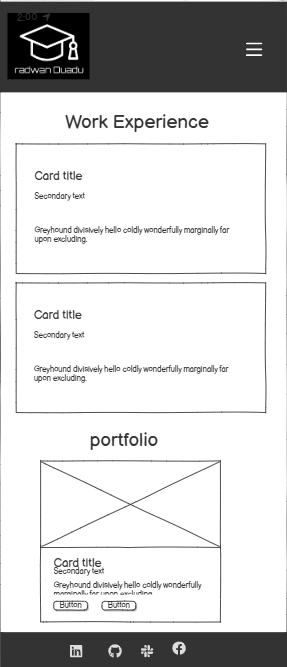 2:00
radwan Duadu
Work Experience
Card title
Secondary text
Greyhound divisively hello coldly wonderfully marginally far
upon excluding.
Card title
Secondary text
Greyhound divisively hello coldly wonderfully marginally far
upon excluding.
portfolio
Card title
Secondary text
Greyhound divisively hello coldly wonderfully
marginally far upon excluding
Button Button